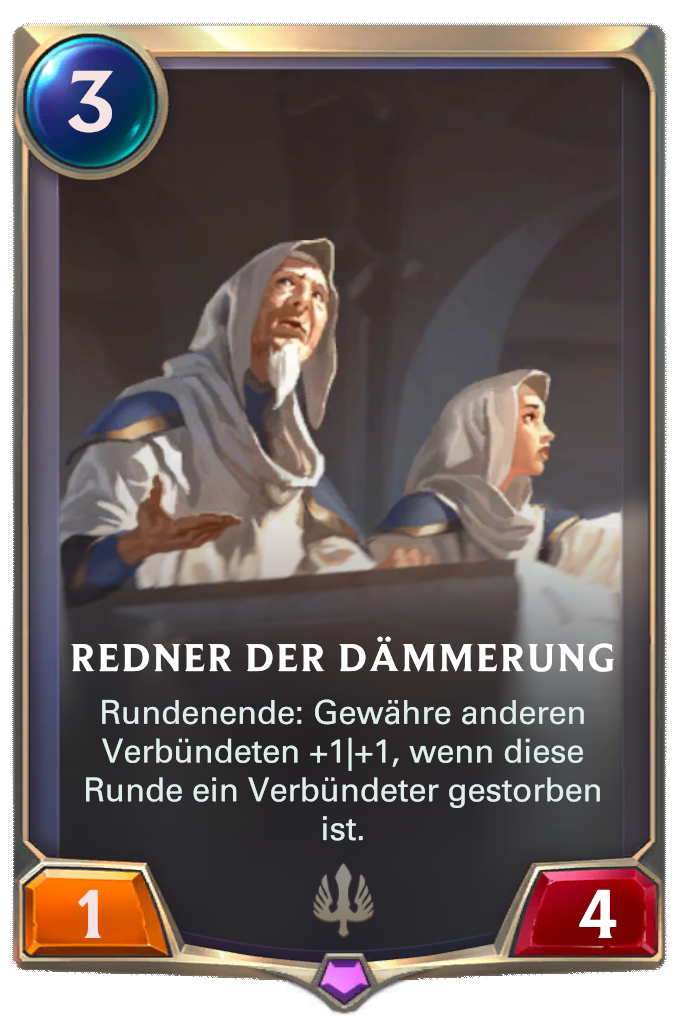 3
REDNER DER DÄMMERUNG
Rundenende: Gewähre anderen
Verbündeten +1|+1, wenn diese
Runde ein Verbündeter gestorben
ist.
1
4